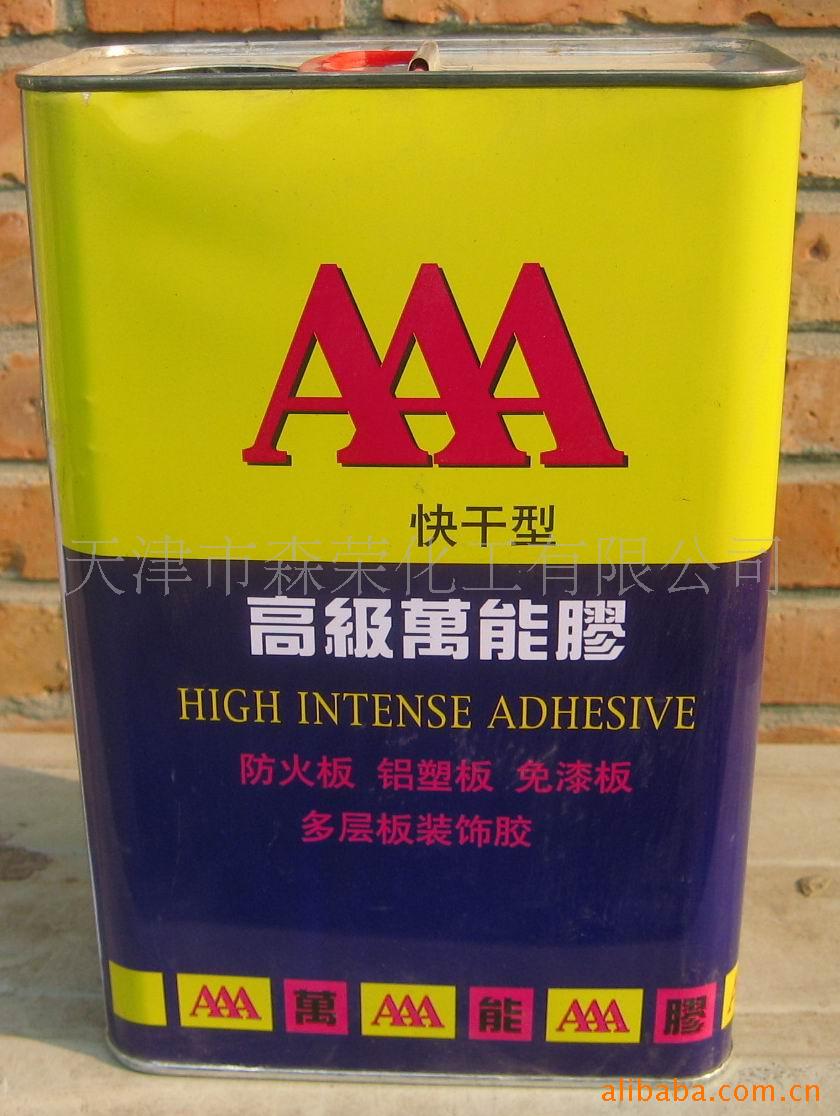 AAA
快干型
天津市森荣化工有限公司
高級萬能膠
HIGH INTENSE ADHESIVE
防火板 铝塑板 免漆板
多层板装饰胶
AAA 萬 AAA 能 AAA 膠
alibaba.com.cn